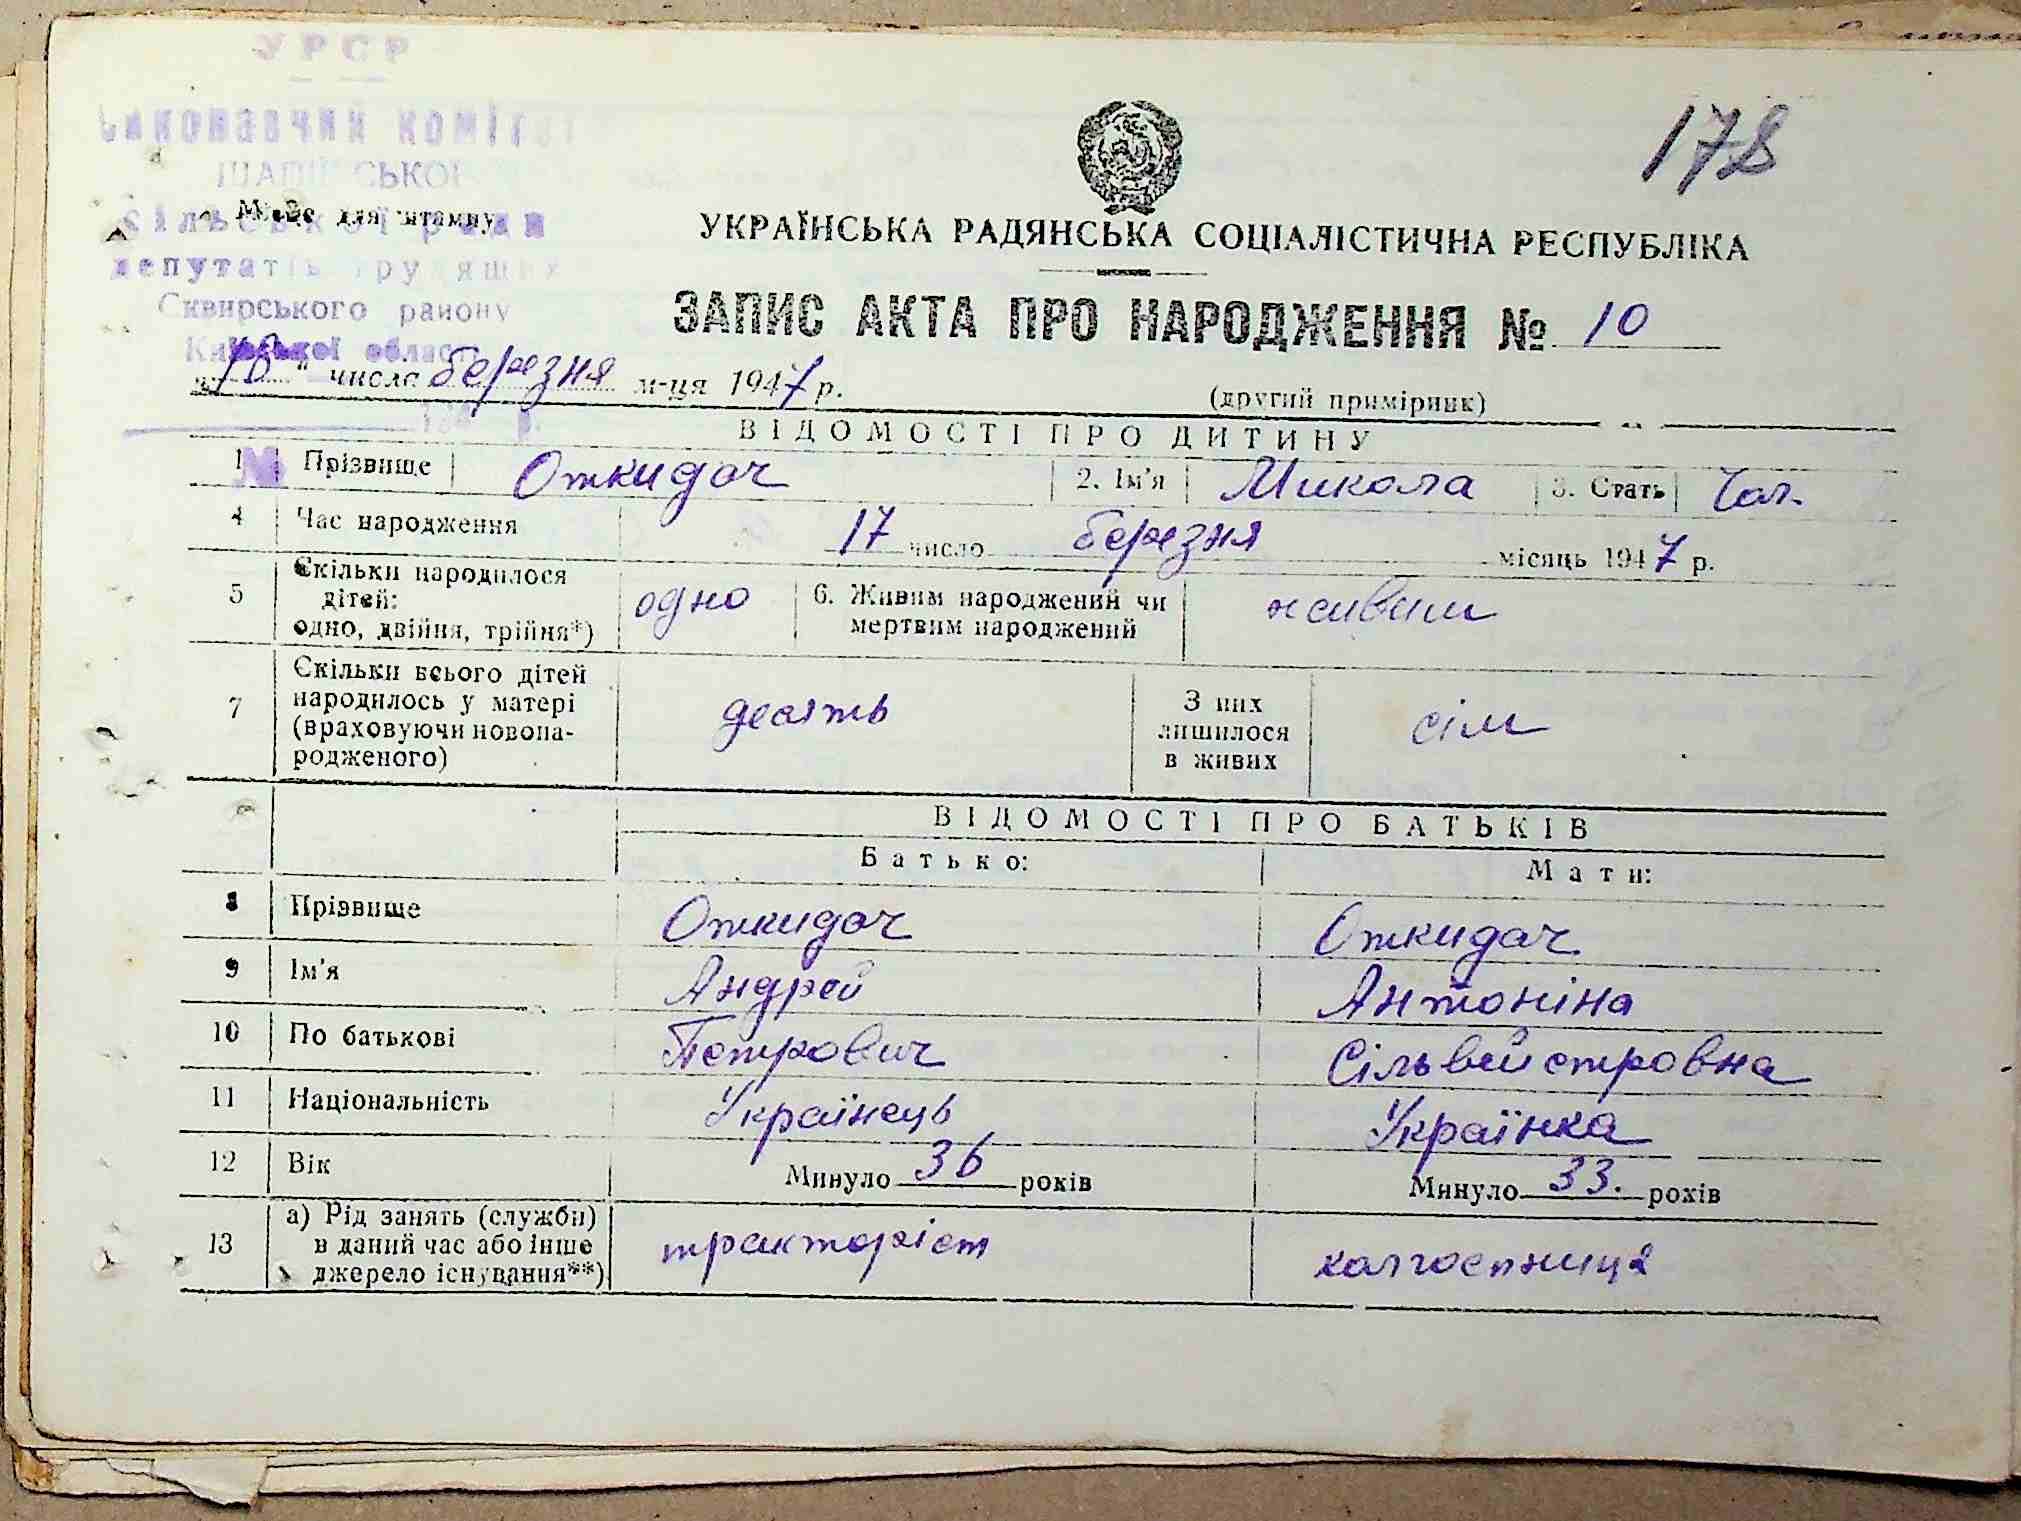 УРСР
виконавчий комітет
сільської ради
Місце для штампу
депутатів трудящих
Сквирського району
Київської області
178
УКРАЇНСЬКА РАДЯНСЬКА СОЦІАЛІСТИЧНА РЕСПУБЛІКА
ЗАПИС АКТА ПРО НАРОДЖЕННЯ № 10
число березня м-ця 1947 р.
(другий примірник)
ВІДОМОСТІ ПРО ДИТИНУ
1 Прізвище Откидач 2. Ім'я Микола 3. Стать Чол.
4 Час народження 17 число березня місяць 1947 р.
5 Скільки народилося дітей: одно, двійня, трійня*) одно 6. Живим народжений чи мертвим народжений живим
7 Скільки всього дітей народилось у матері (враховуючи новонародженого) десять З них лишилося в живих сім
ВІДОМОСТІ ПРО БАТЬКІВ
Батько: Мати:
8 Прізвище Откидач Откидач
9 Ім'я Андрей Антоніна
10 По батькові Петрович Сільвейстровна
11 Національність Українець Українка
12 Вік Минуло 36 років Минуло 33. років
13 а) Рід занять (служби) в даний час або інше джерело існування**) тракторіст колгоспниця